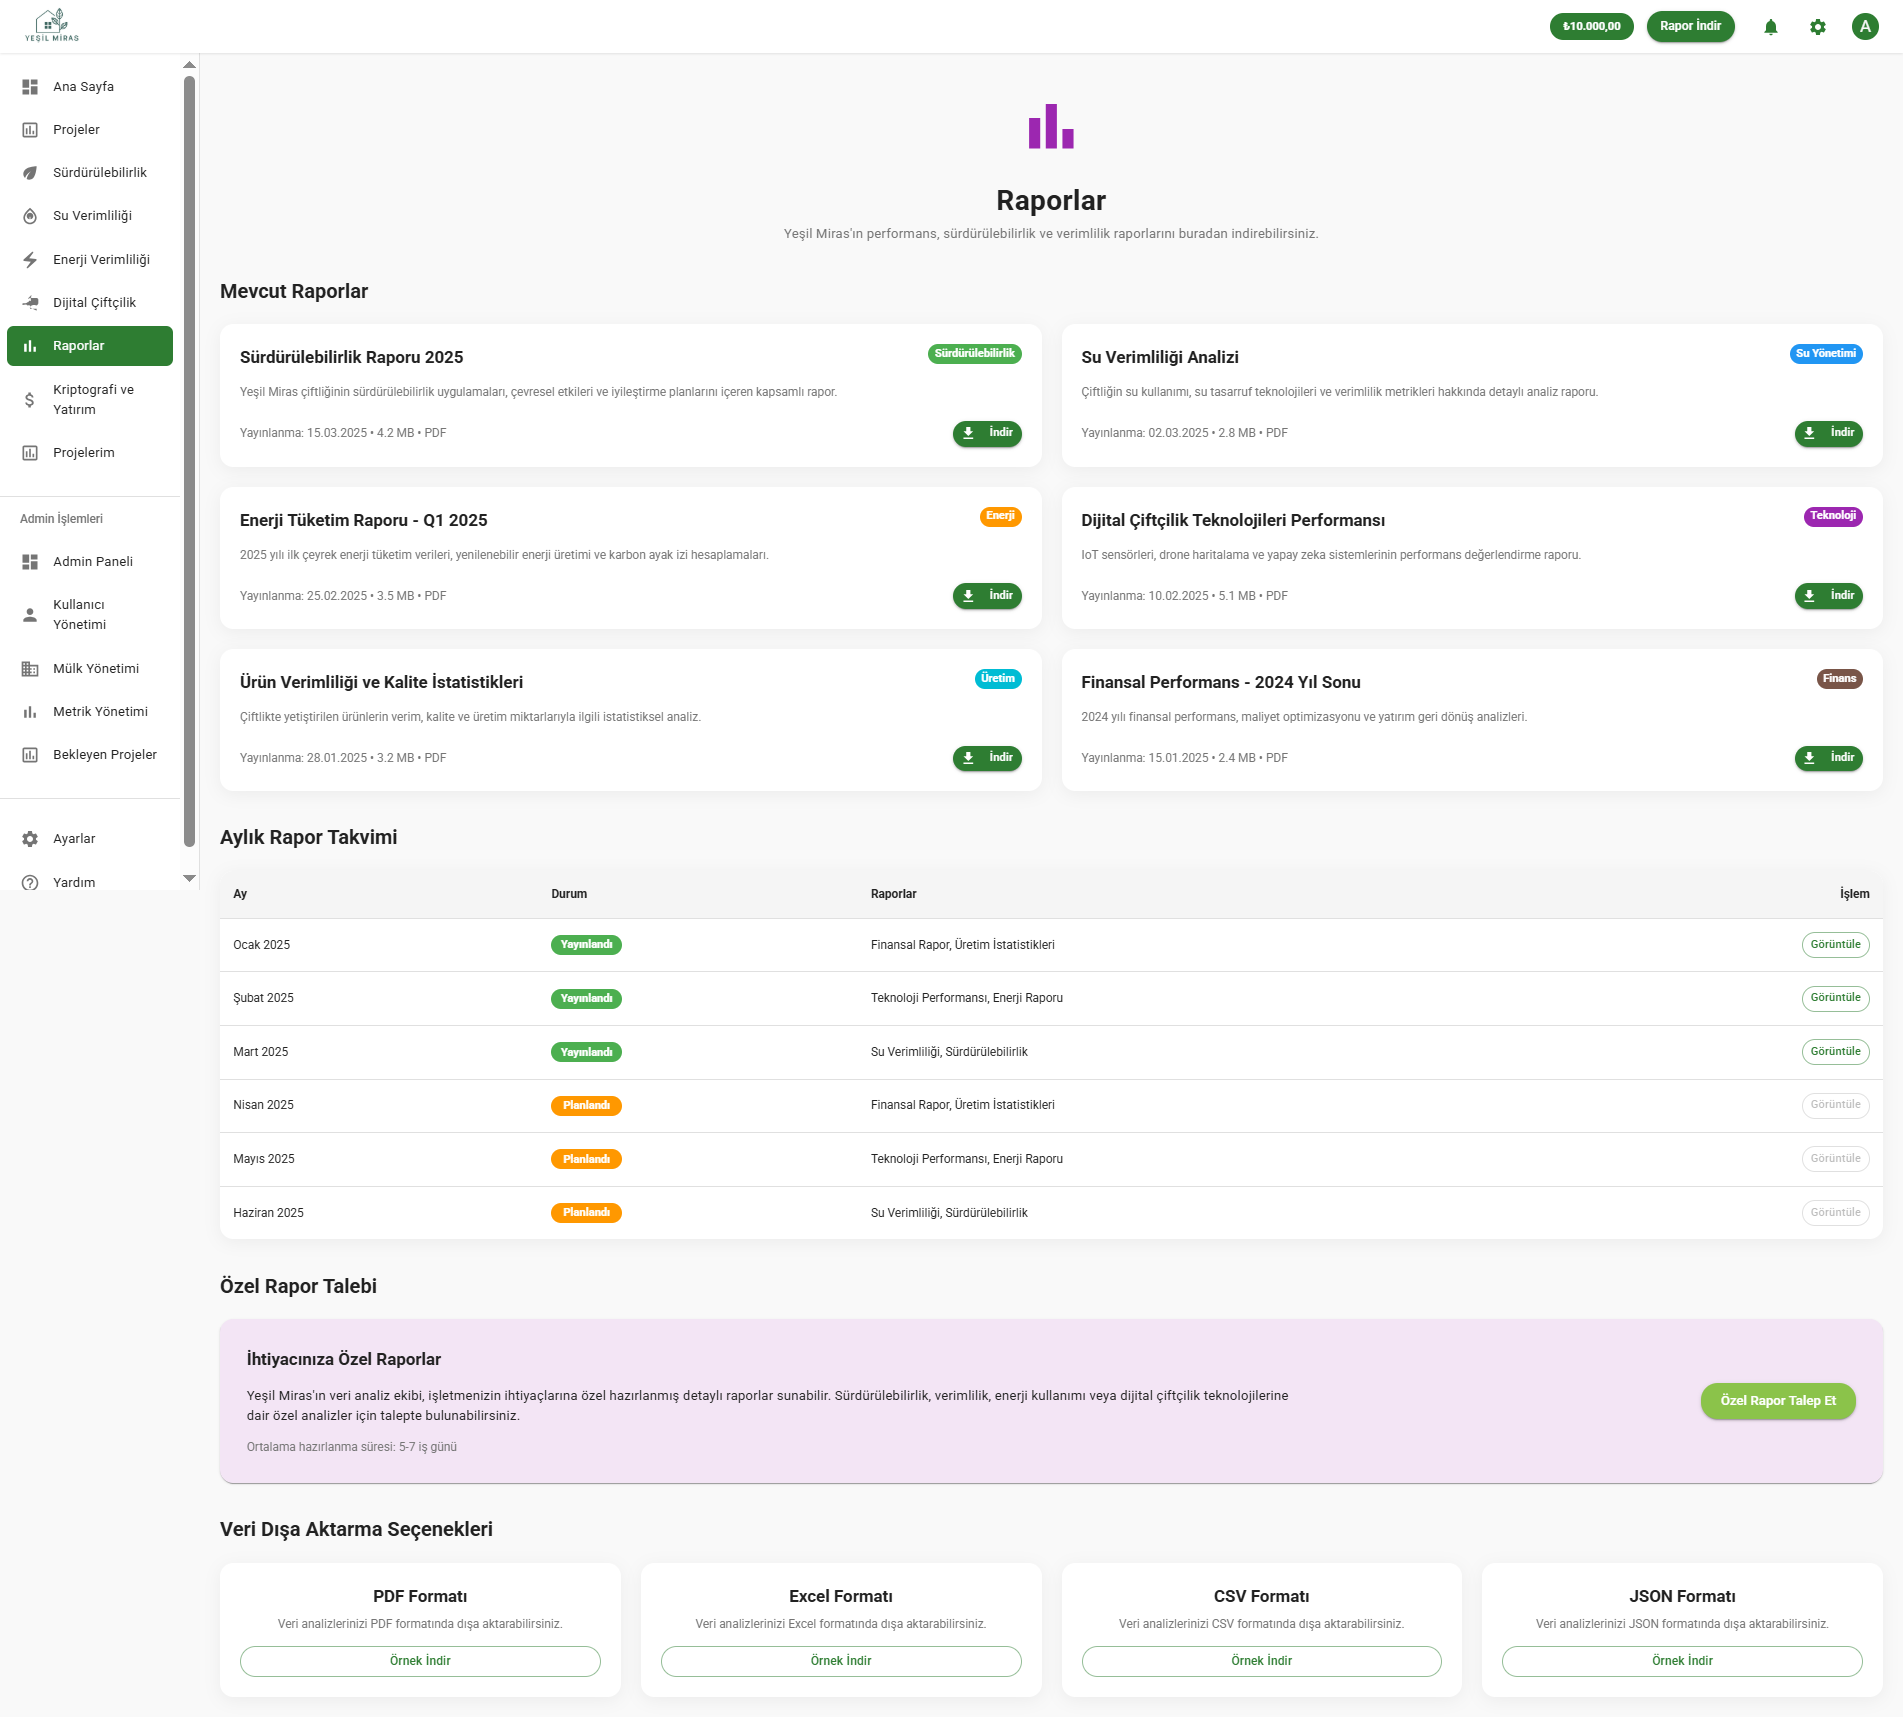 YEŞİL MİRAS
₺10.000,00
Rapor İndir
A
Ana Sayfa
Projeler
Sürdürülebilirlik
Su Verimliliği
Enerji Verimliliği
Dijital Çiftçilik
Raporlar
Kriptografi ve
Yatırım
Projelerim
Admin İşlemleri
Admin Paneli
Kullanıcı
Yönetimi
Mülk Yönetimi
Metrik Yönetimi
Bekleyen Projeler
Ayarlar
Yardım
Raporlar
Yeşil Miras'ın performans, sürdürülebilirlik ve verimlilik raporlarını buradan indirebilirsiniz.
Mevcut Raporlar
Sürdürülebilirlik Raporu 2025
Sürdürülebilirlik
Yeşil Miras çiftliğinin sürdürülebilirlik uygulamaları, çevresel etkileri ve iyileştirme planlarını içeren kapsamlı rapor.
Yayınlanma: 15.03.2025 • 4.2 MB • PDF
İndir
Su Verimliliği Analizi
Su Yönetimi
Çiftliğin su kullanımı, su tasarruf teknolojileri ve verimlilik metrikleri hakkında detaylı analiz raporu.
Yayınlanma: 02.03.2025 • 2.8 MB • PDF
İndir
Enerji Tüketim Raporu - Q1 2025
Enerji
2025 yılı ilk çeyrek enerji tüketim verileri, yenilenebilir enerji üretimi ve karbon ayak izi hesaplamaları.
Yayınlanma: 25.02.2025 • 3.5 MB • PDF
İndir
Dijital Çiftçilik Teknolojileri Performansı
Teknoloji
IoT sensörleri, drone haritalama ve yapay zeka sistemlerinin performans değerlendirme raporu.
Yayınlanma: 10.02.2025 • 5.1 MB • PDF
İndir
Ürün Verimliliği ve Kalite İstatistikleri
Üretim
Çiftlikte yetiştirilen ürünlerin verim, kalite ve üretim miktarlarıyla ilgili istatistiksel analiz.
Yayınlanma: 28.01.2025 • 3.2 MB • PDF
İndir
Finansal Performans - 2024 Yıl Sonu
Finans
2024 yılı finansal performans, maliyet optimizasyonu ve yatırım geri dönüş analizleri.
Yayınlanma: 15.01.2025 • 2.4 MB • PDF
İndir
Aylık Rapor Takvimi
Ay Durum Raporlar İşlem
Ocak 2025 Yayınlandı Finansal Rapor, Üretim İstatistikleri Görüntüle
Şubat 2025 Yayınlandı Teknoloji Performansı, Enerji Raporu Görüntüle
Mart 2025 Yayınlandı Su Verimliliği, Sürdürülebilirlik Görüntüle
Nisan 2025 Planlandı Finansal Rapor, Üretim İstatistikleri Görüntüle
Mayıs 2025 Planlandı Teknoloji Performansı, Enerji Raporu Görüntüle
Haziran 2025 Planlandı Su Verimliliği, Sürdürülebilirlik Görüntüle
Özel Rapor Talebi
İhtiyacınıza Özel Raporlar
Yeşil Miras'ın veri analiz ekibi, işletmenizin ihtiyaçlarına özel hazırlanmış detaylı raporlar sunabilir. Sürdürülebilirlik, verimlilik, enerji kullanımı veya dijital çiftçilik teknolojilerine
dair özel analizler için talepte bulunabilirsiniz.
Ortalama hazırlanma süresi: 5-7 iş günü
Özel Rapor Talep Et
Veri Dışa Aktarma Seçenekleri
PDF Formatı
Veri analizlerinizi PDF formatında dışa aktarabilirsiniz.
Örnek İndir
Excel Formatı
Veri analizlerinizi Excel formatında dışa aktarabilirsiniz.
Örnek İndir
CSV Formatı
Veri analizlerinizi CSV formatında dışa aktarabilirsiniz.
Örnek İndir
JSON Formatı
Veri analizlerinizi JSON formatında dışa aktarabilirsiniz.
Örnek İndir